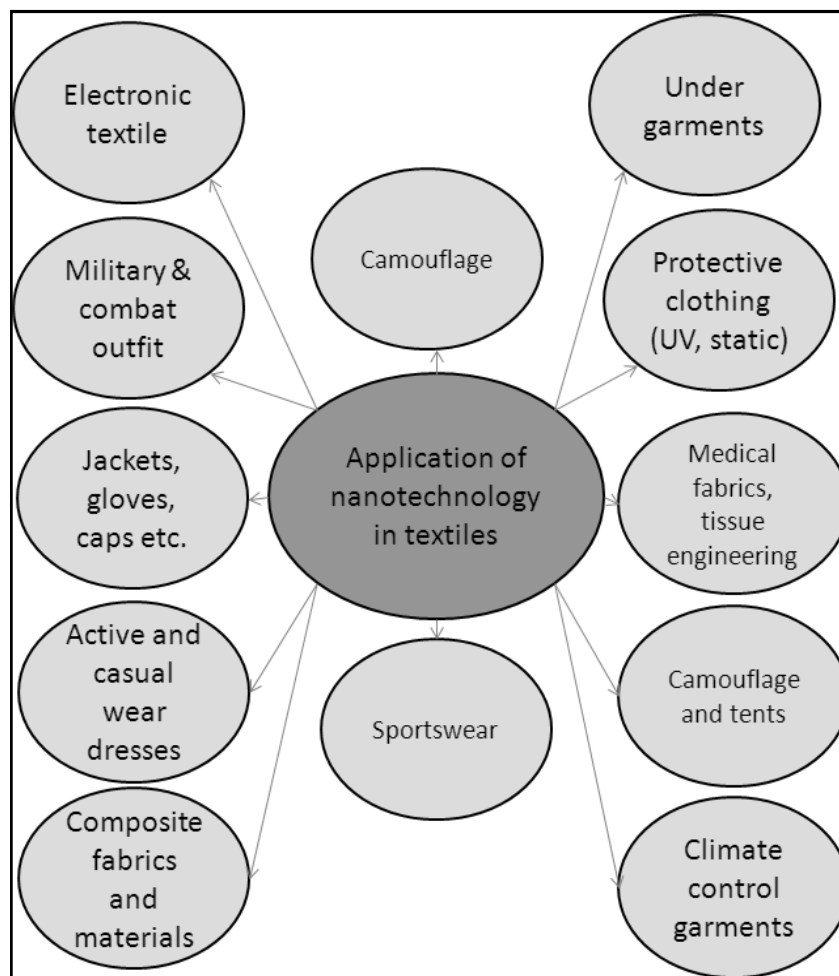 Electronic
textile
Under
garments
Camouflage
Military &
combat
outfit
Protective
clothing
(UV, static)
Jackets,
gloves,
caps etc.
Application of
nanotechnology
in textiles
Medical
fabrics,
tissue
engineering
Active and
casual
wear
dresses
Sportswear
Camouflage
and tents
Composite
fabrics
and
materials
Climate
control
garments